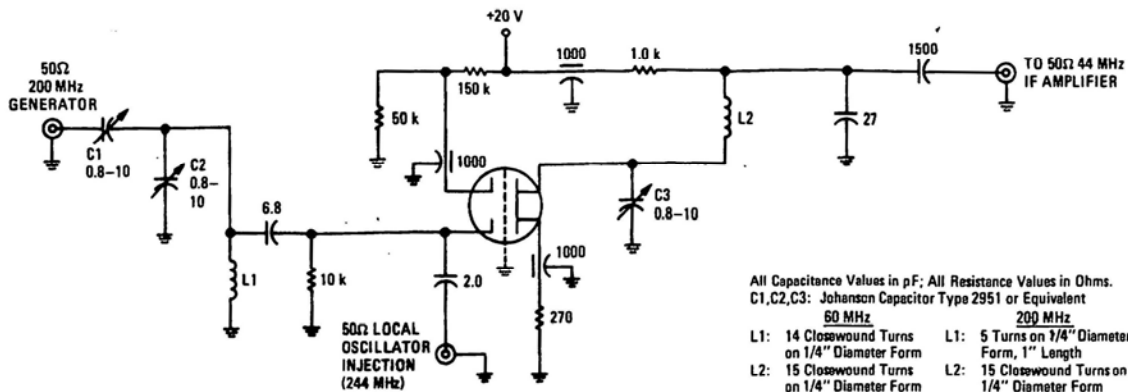 +20 V
50Ω
200 MHz
GENERATOR
C1
0.8–10
C2
0.8–
10
50 k
150 k
1000
1.0 k
1500
TO 50Ω 44 MHz
IF AMPLIFIER
L2
27
1000
C3
0.8–10
6.8
L1
10 k
2.0
1000
270
50Ω LOCAL
OSCILLATOR
INJECTION
(244 MHz)
All Capacitance Values in pF; All Resistance Values in Ohms.
C1,C2,C3: Johanson Capacitor Type 2951 or Equivalent
60 MHz
L1: 14 Closewound Turns
on 1/4" Diameter Form
L2: 15 Closewound Turns
on 1/4" Diameter Form
200 MHz
L1: 5 Turns on 1/4" Diameter
Form, 1" Length
L2: 15 Closewound Turns on
1/4" Diameter Form